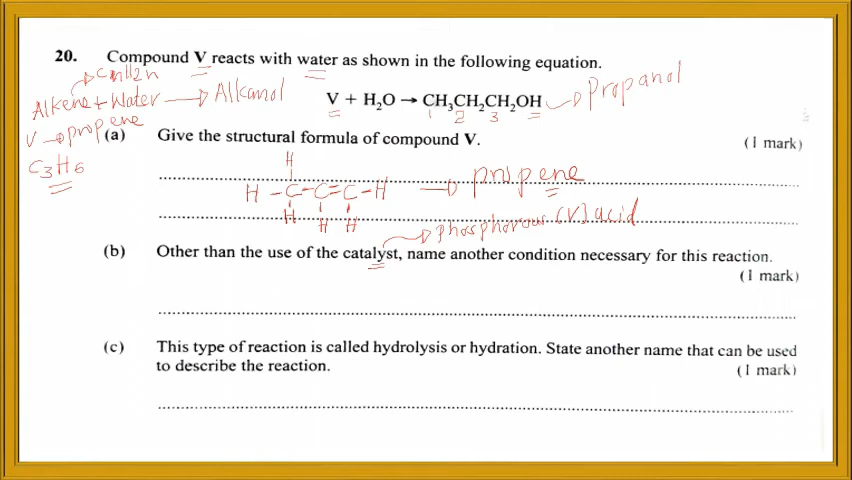 20. Compound V reacts with water as shown in the following equation.
CnH2n
Alkene + Water → Alkanol
V + H₂O → CH₃CH₂CH₂OH → Propanol
1 2 3
V → propene
(a) Give the structural formula of compound V. (1 mark)
C3H6
H
H - C - C = C - H → propene
H H H
phosphorous (V) acid
(b) Other than the use of the catalyst, name another condition necessary for this reaction.
(1 mark)
(c) This type of reaction is called hydrolysis or hydration. State another name that can be used
to describe the reaction. (1 mark)